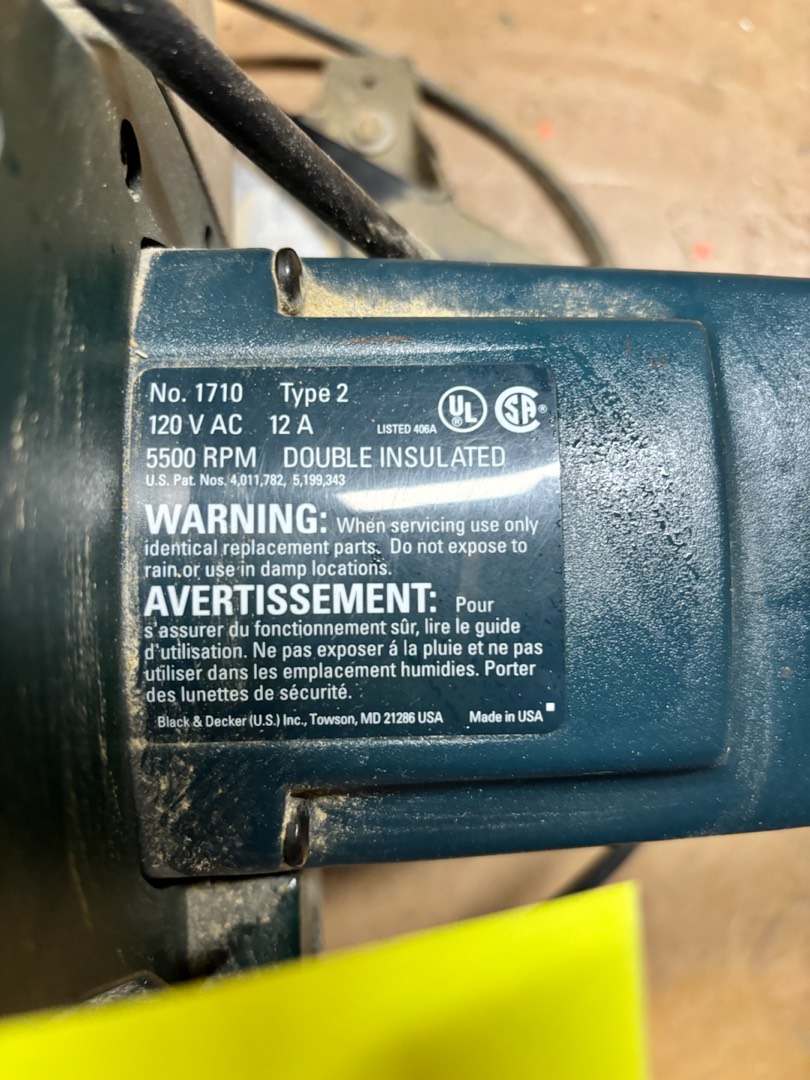 No. 1710 Type 2
120 V AC 12 A LISTED 406A UL ® SA ®
5500 RPM DOUBLE INSULATED
U.S. Pat. Nos. 4,011,782, 5,199,343
WARNING: When servicing use only
identical replacement parts. Do not expose to
rain or use in damp locations.
AVERTISSEMENT: Pour
s'assurer du fonctionnement sûr, lire le guide
d'utilisation. Ne pas exposer á la pluie et ne pas
utiliser dans les emplacement humidies. Porter
des lunettes de sécurité.
Black & Decker (U.S.) Inc., Towson, MD 21286 USA Made in USA